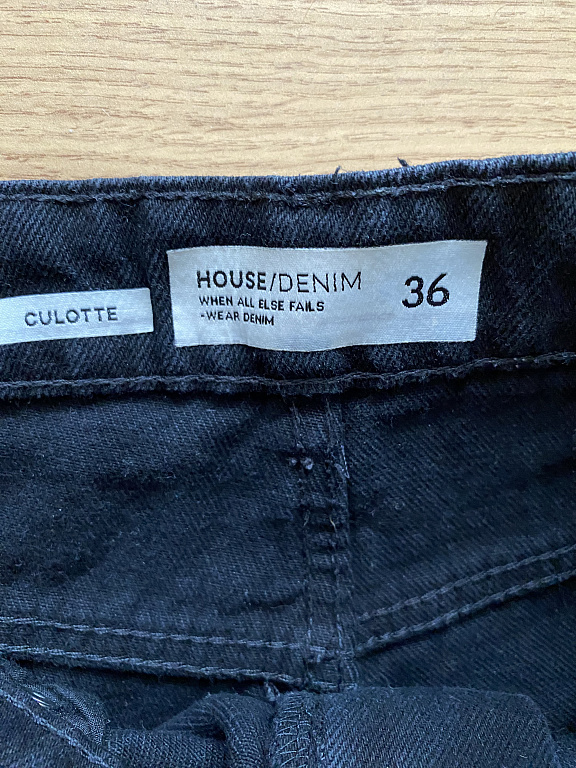 CULOTTE
HOUSE/DENIM
WHEN ALL ELSE FAILS
-WEAR DENIM
36